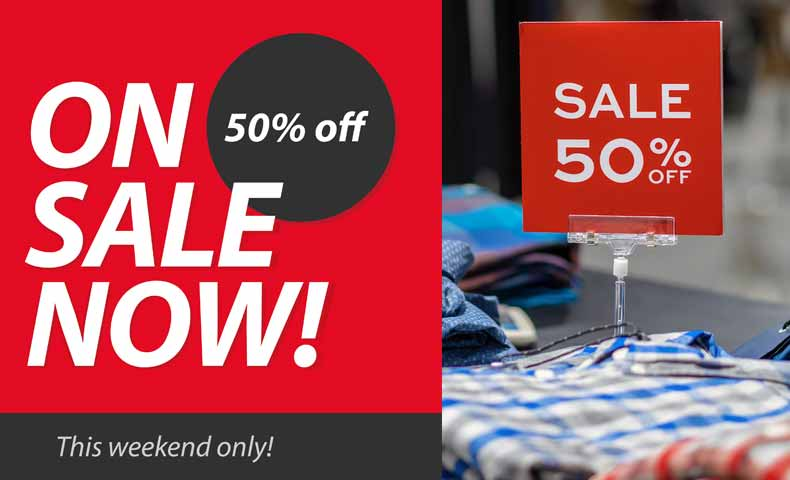 ON
SALE
NOW!
50% off
This weekend only!
SALE
50%
OFF